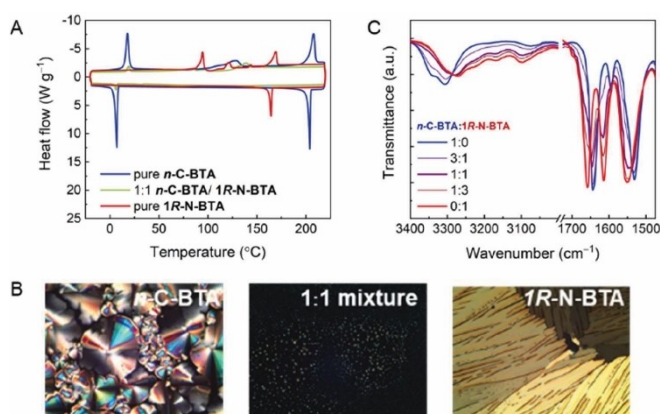 A
-10
-5
0
5
10
15
20
25
Heat flow (W g⁻¹)
pure n-C-BTA
1:1 n-C-BTA/ 1R-N-BTA
pure 1R-N-BTA
0 50 100 150 200
Temperature (°C)
C
Transmittance (a.u.)
n-C-BTA:1R-N-BTA
1:0
3:1
1:1
1:3
0:1
3400 3300 3200 3100 1700 1600 1500
Wavenumber (cm⁻¹)
B
n-C-BTA
1:1 mixture
1R-N-BTA